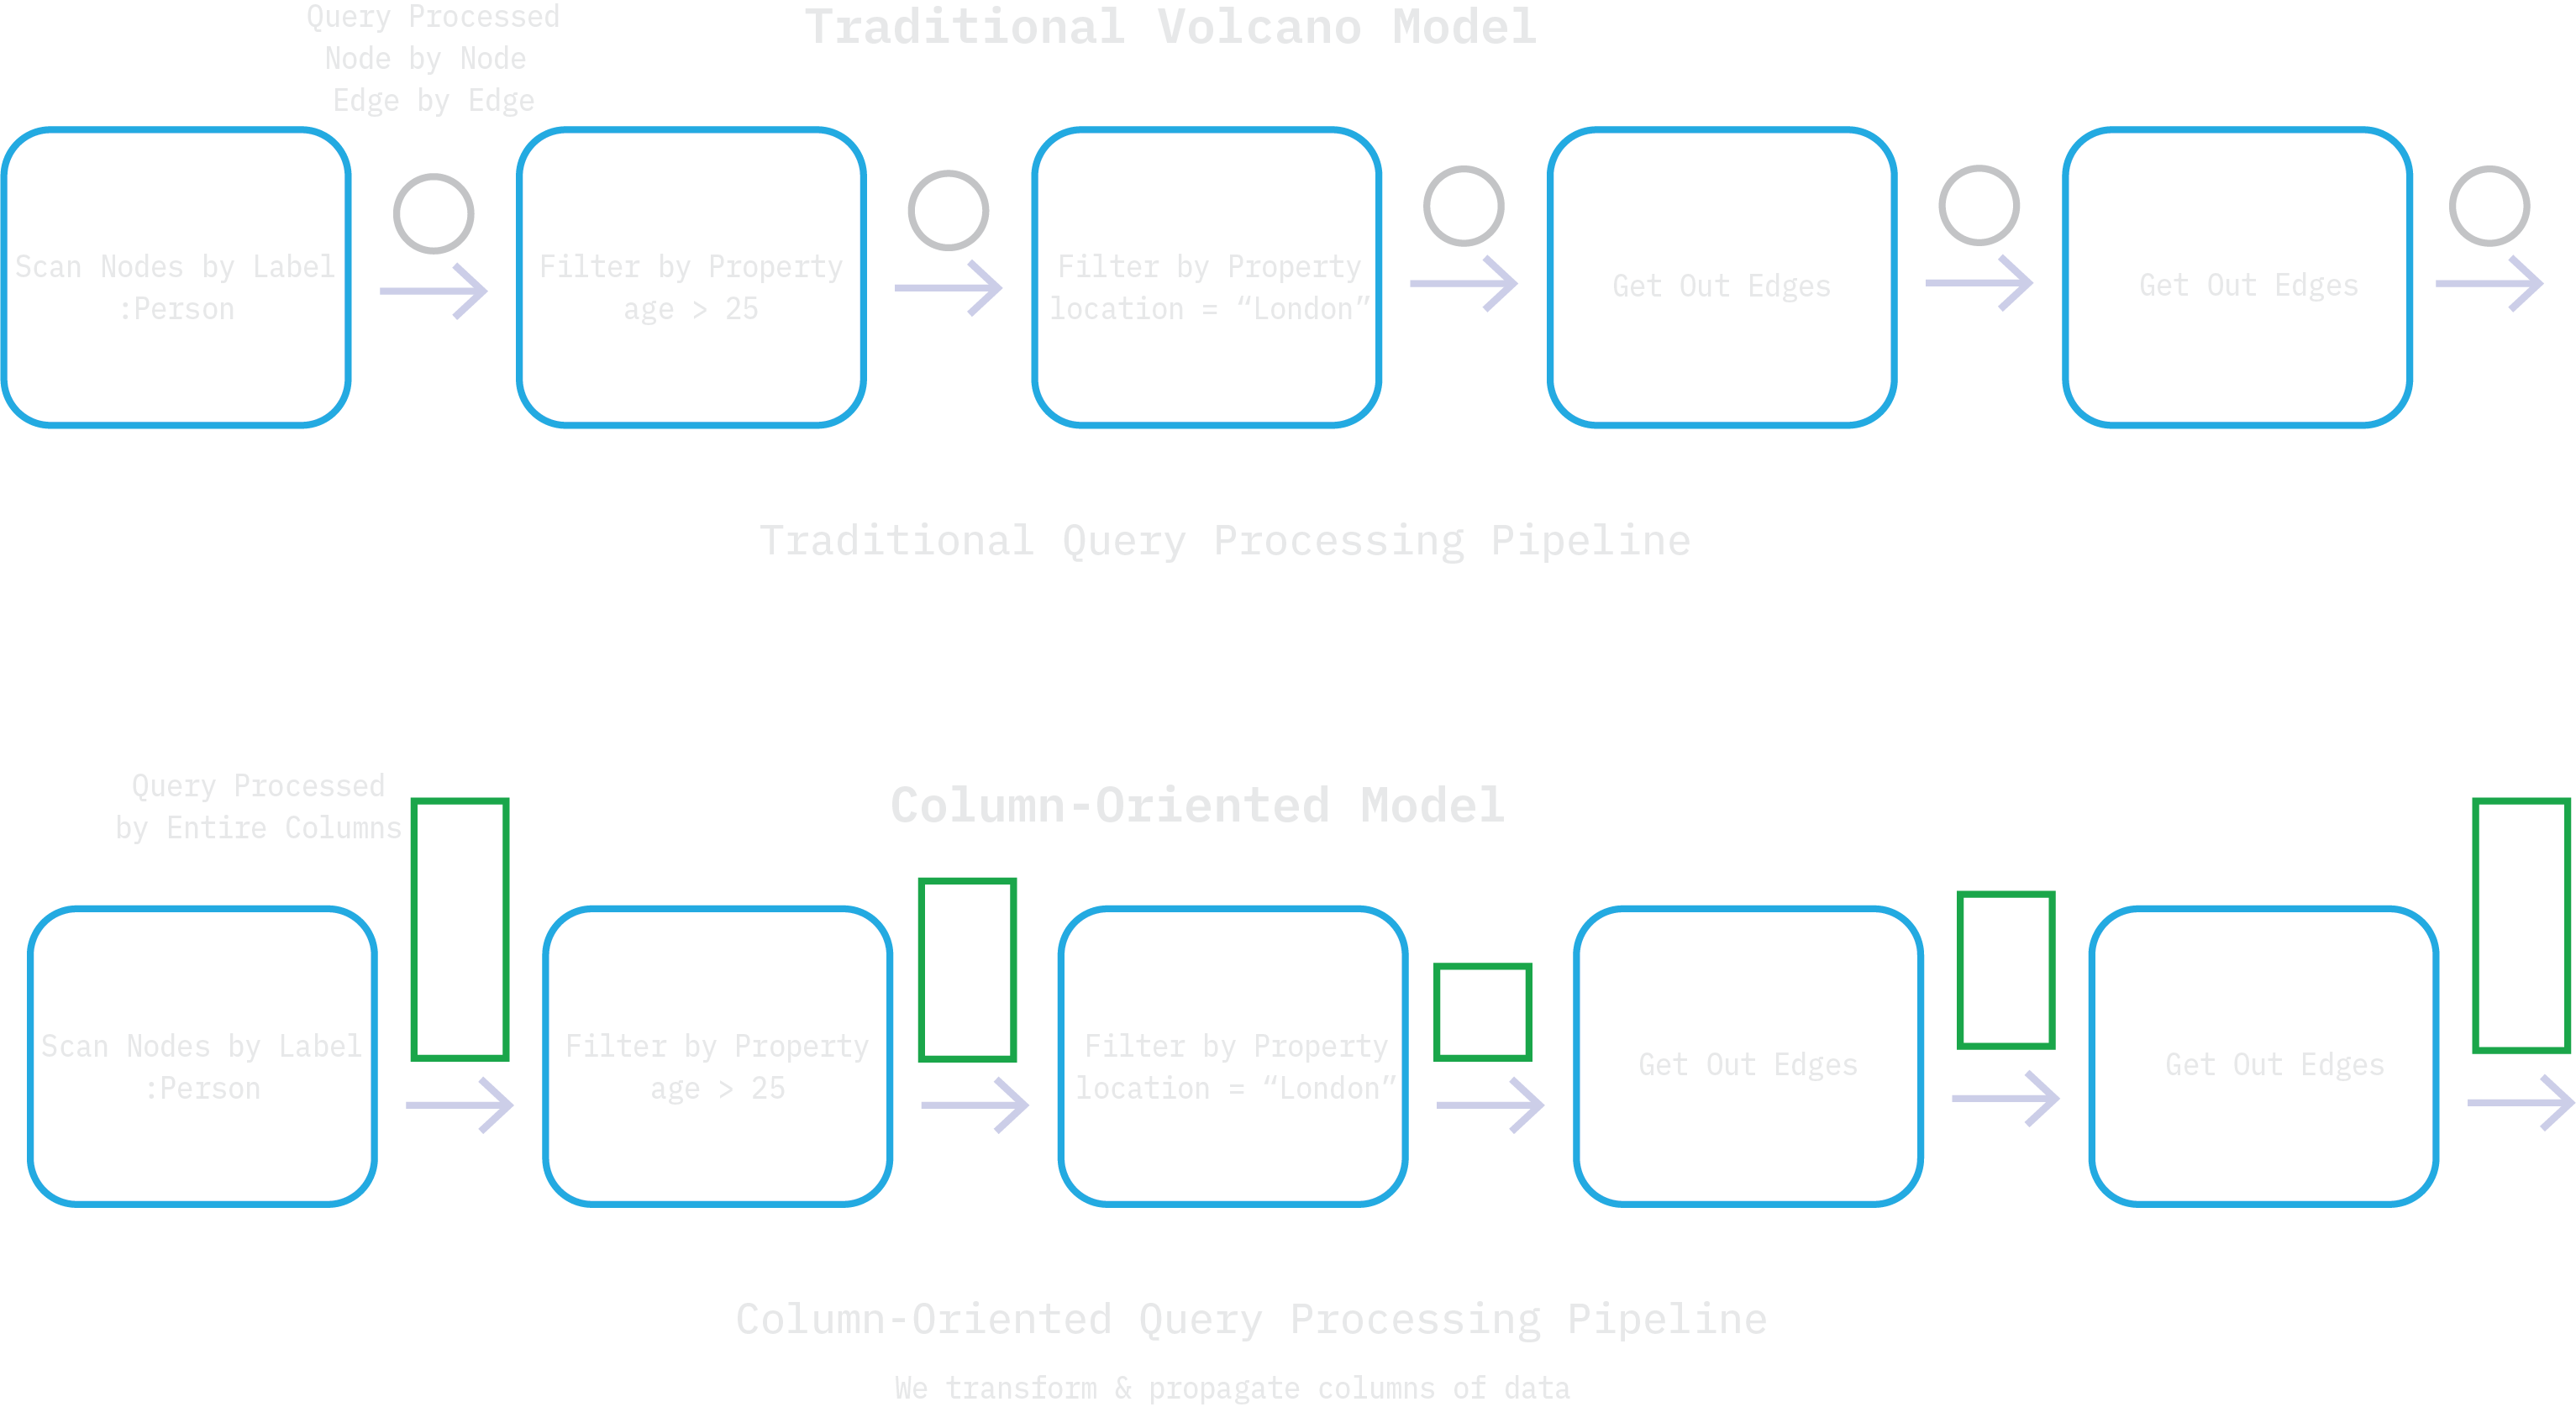 Query Processed
Node by Node
Edge by Edge
Traditional Volcano Model
Scan Nodes by Label
:Person
Filter by Property
age > 25
Filter by Property
location = “London”
Get Out Edges
Get Out Edges
Traditional Query Processing Pipeline
Query Processed
by Entire Columns
Column-Oriented Model
Scan Nodes by Label
:Person
Filter by Property
age > 25
Filter by Property
location = “London”
Get Out Edges
Get Out Edges
Column-Oriented Query Processing Pipeline
We transform & propagate columns of data